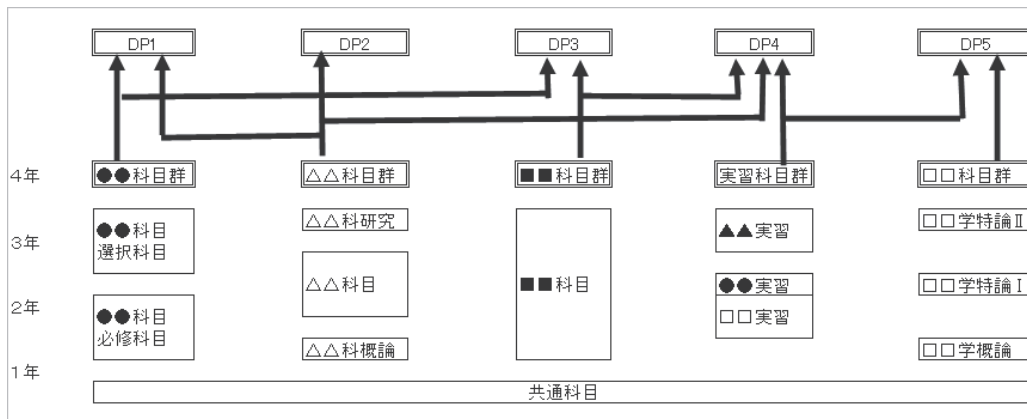 DP1
DP2
DP3
DP4
DP5
4年
●●科目群
△△科目群
■■科目群
実習科目群
□□科目群
3年
●●科目
選択科目
△△科研究
▲▲実習
□□学特論Ⅱ
2年
●●科目
必修科目
△△科目
■■科目
●●実習
□□実習
□□学特論Ⅰ
△△科概論
□□学概論
1年
共通科目